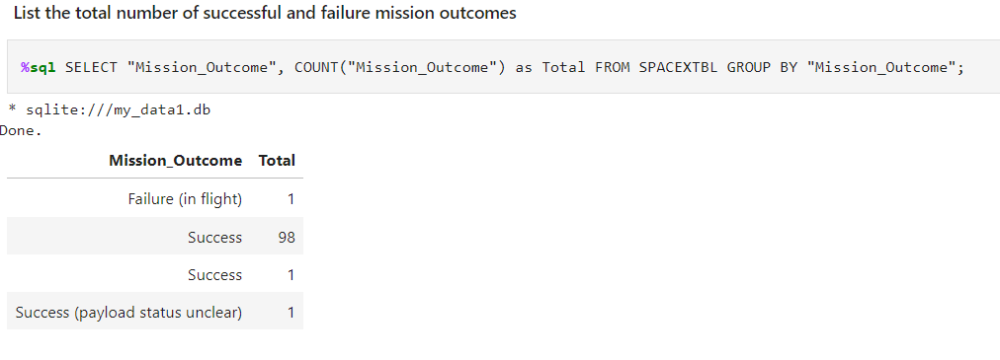 List the total number of successful and failure mission outcomes
%sql SELECT "Mission_Outcome", COUNT("Mission_Outcome") as Total FROM SPACEXTBL GROUP BY "Mission_Outcome";
* sqlite:///my_data1.db
Done.
Mission_Outcome Total
Failure (in flight) 1
Success 98
Success 1
Success (payload status unclear) 1